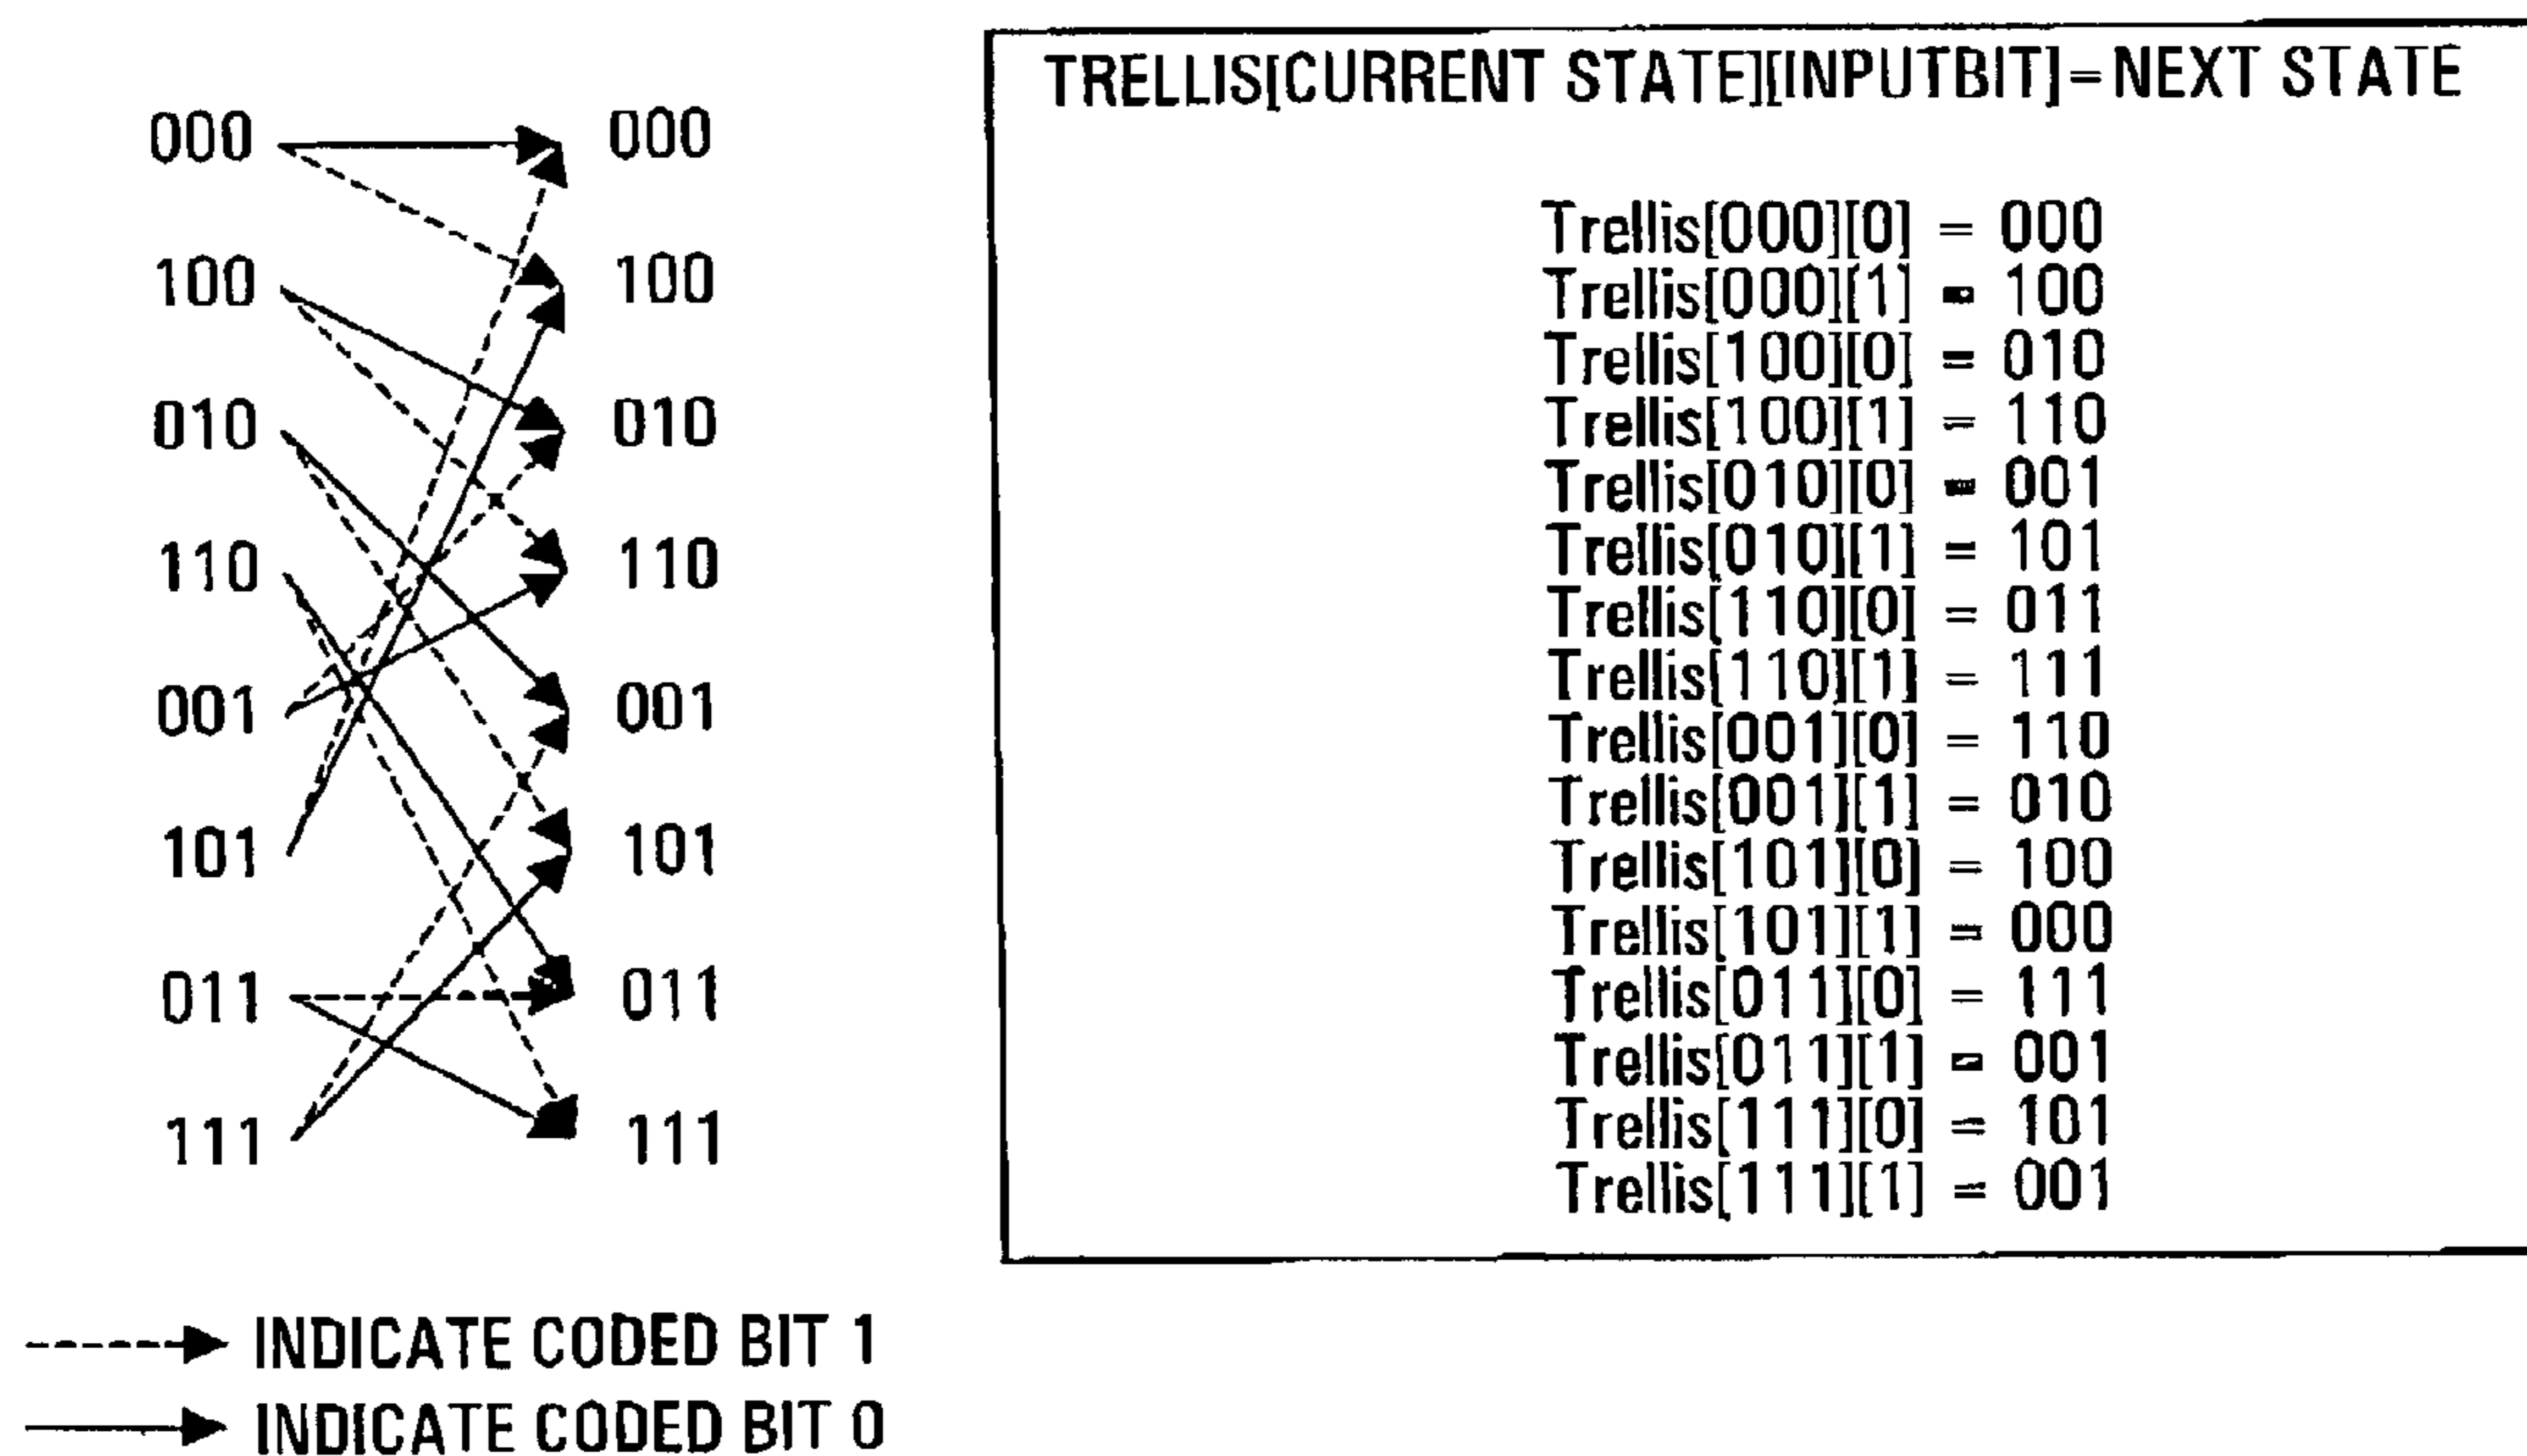 000 000
100 100
010 010
110 110
001 001
101 101
011 011
111 111
INDICATE CODED BIT 1
INDICATE CODED BIT 0
TRELLIS[CURRENT STATE][INPUTBIT]=NEXT STATE
Trellis[000][0] = 000
Trellis[000][1] = 100
Trellis[100][0] = 010
Trellis[100][1] = 110
Trellis[010][0] = 001
Trellis[010][1] = 101
Trellis[110][0] = 011
Trellis[110][1] = 111
Trellis[001][0] = 110
Trellis[001][1] = 010
Trellis[101][0] = 100
Trellis[101][1] = 000
Trellis[011][0] = 111
Trellis[011][1] = 001
Trellis[111][0] = 101
Trellis[111][1] = 001